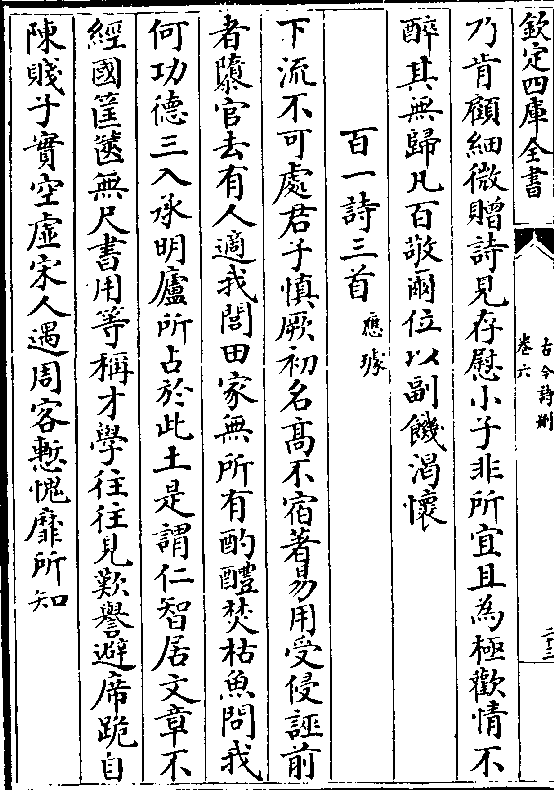 欽定四庫全書
古今詩刪
卷六
二十三
乃肯顧細微贈詩見存慰小子非所宜且為極歡情不
醉其無歸凡百敬爾位以副饑渇懷
百一詩三首 應璩
下流不可處君子慎厥初名髙不宿著易用受侵誣前
者隳官去有人適我閭田家無所有酌醴焚枯魚問我
何功德三入承明廬所占於此土是謂仁智居文章不
經國筐篋無尺書用等稱才學往往見歎譽避席跪自
陳賤子實空虛宋人遇周客慙愧靡所知